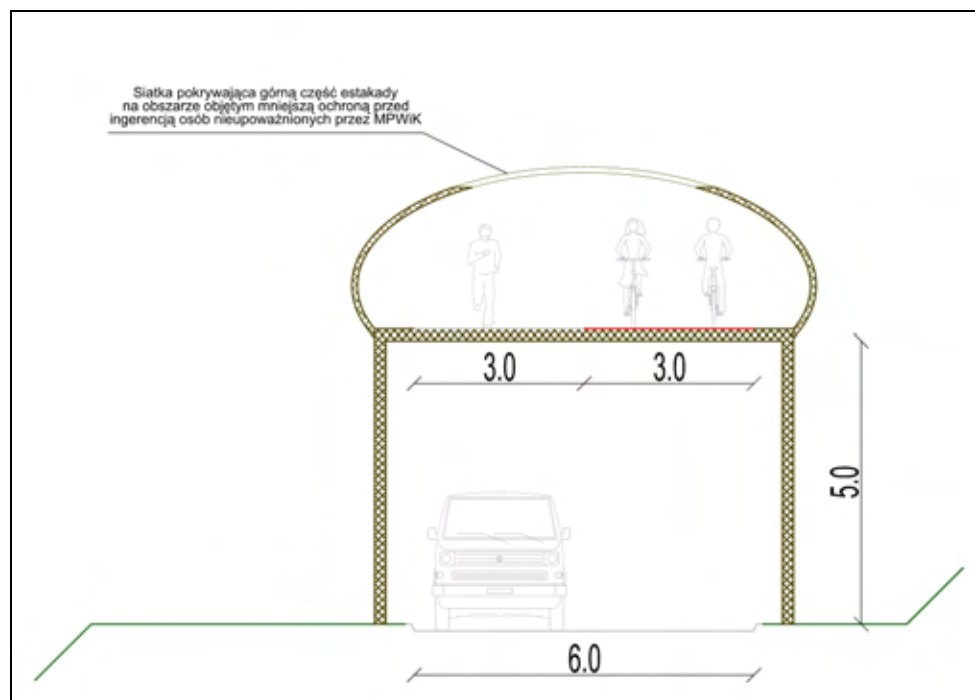 Siatka pokrywająca górną część estakady
na obszarze objętym mniejszą ochroną przed
ingerencją osób nieupoważnionych przez MPWiK
3.0
3.0
5.0
6.0